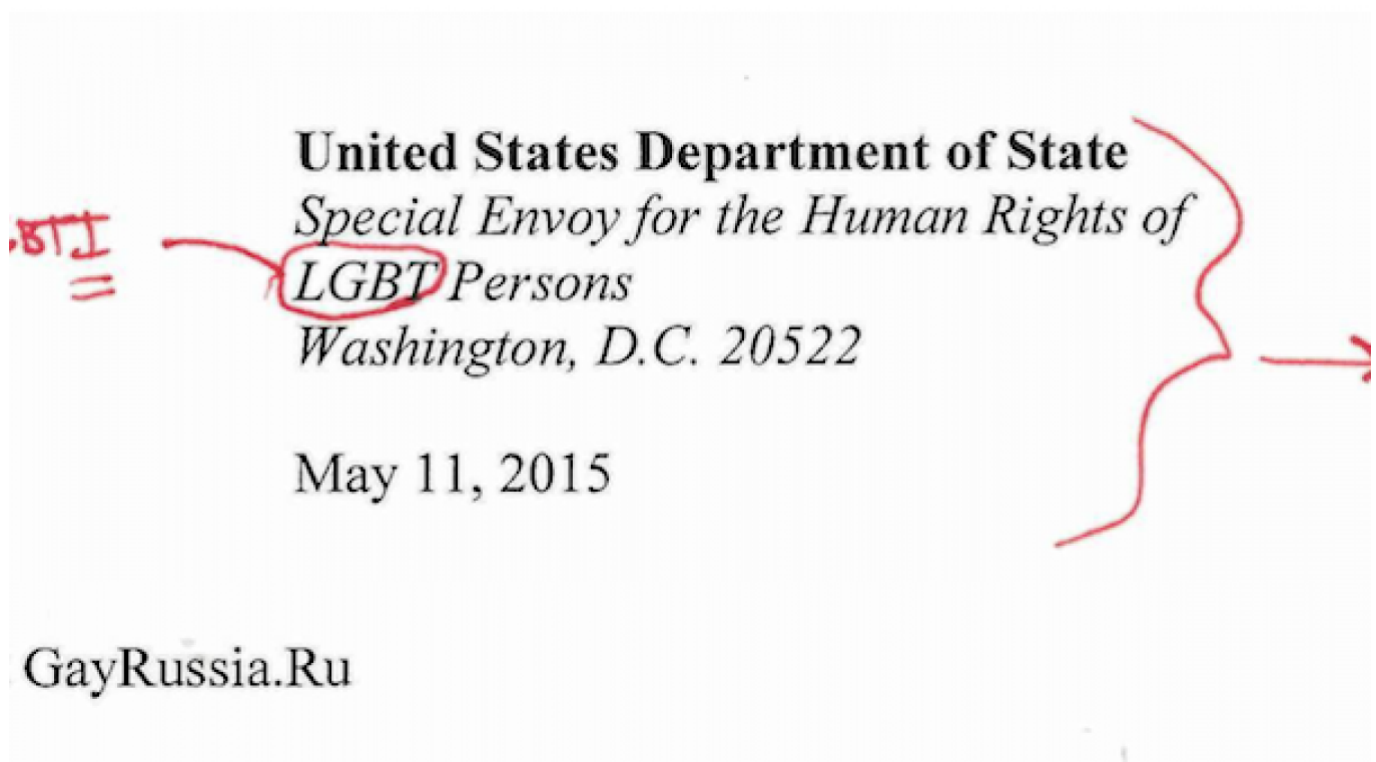 United States Department of State
Special Envoy for the Human Rights of
BTI
LGBT Persons
Washington, D.C. 20522
May 11, 2015
GayRussia.Ru